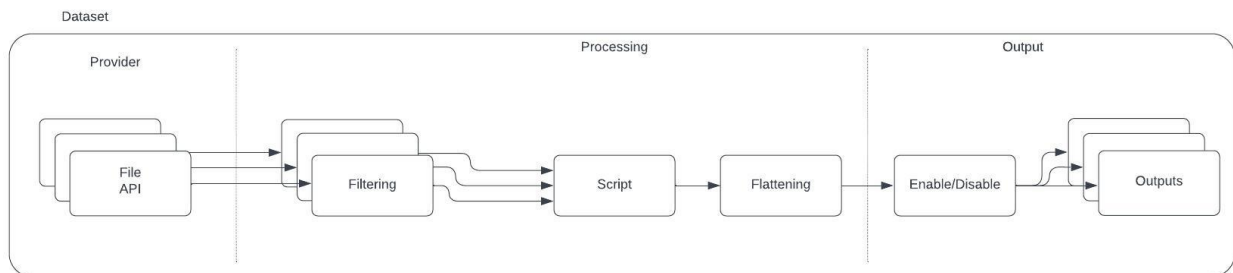 Dataset
Provider
Processing
Output
File
API
Filtering
Script
Flattening
Enable/Disable
Outputs